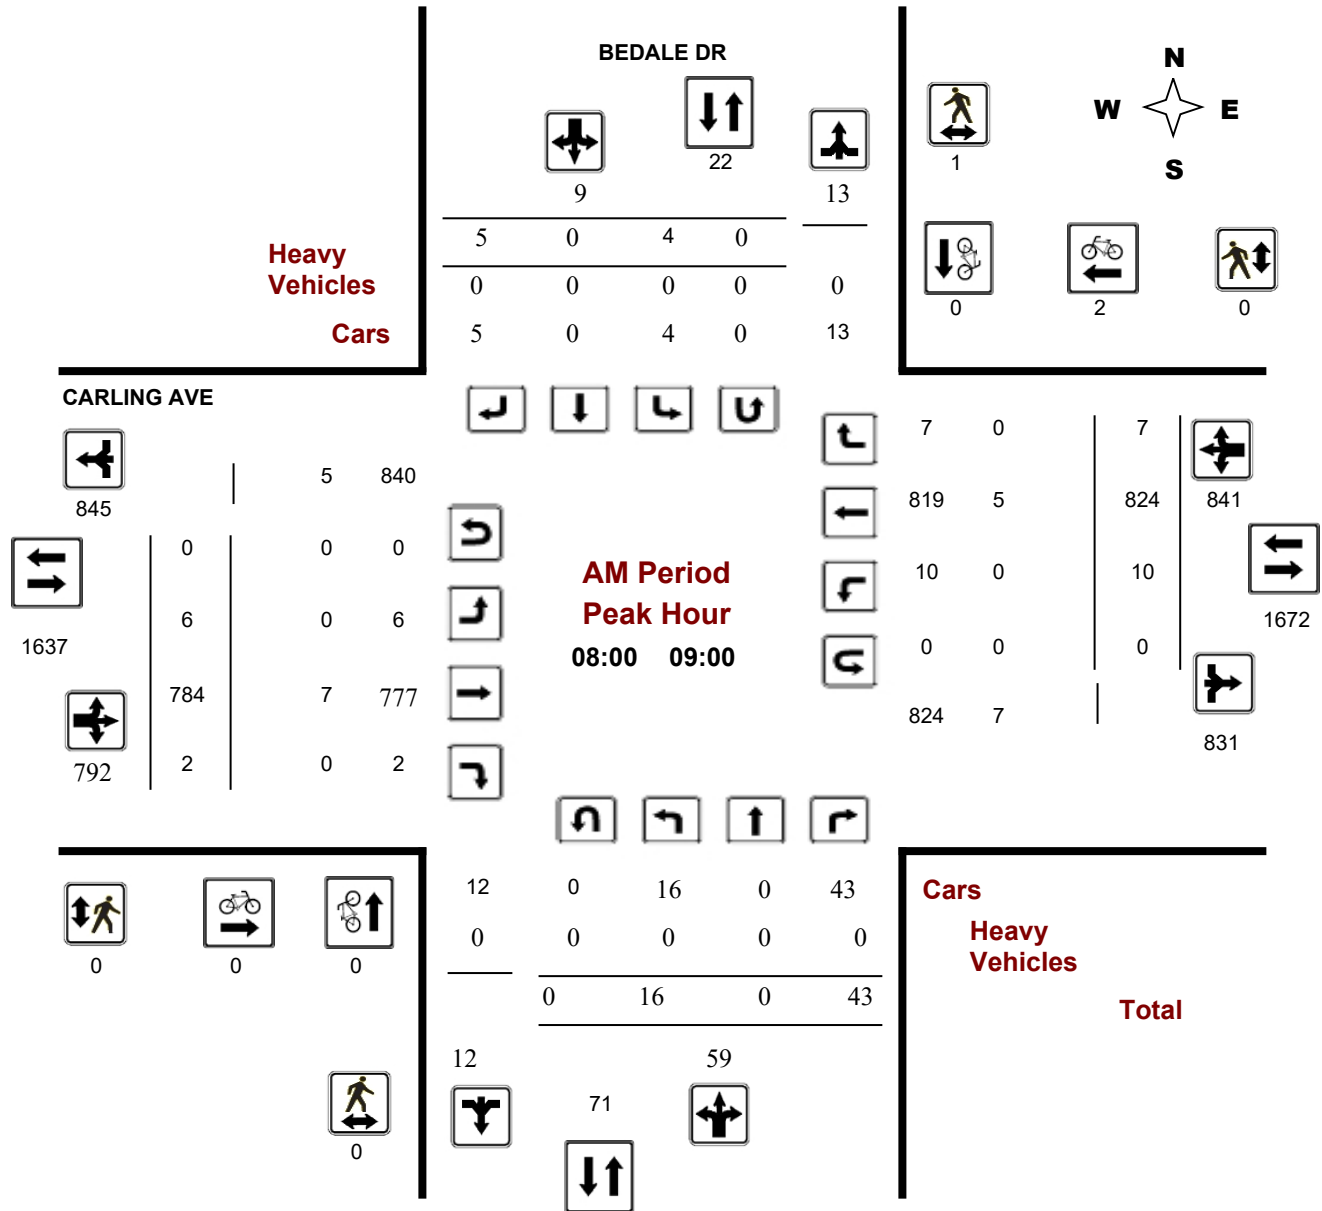 BEDALE DR
N
W E
S
22
1
9 13
5 0 4 0
Heavy
Vehicles
0 0 0 0 0
0 2 0
Cars 5 0 4 0 13
CARLING AVE
7 0 7
5 840
845
819 5 824 841
0 0 0
AM Period
10 0 10
Peak Hour
6 0 6
1637
08:00 09:00
0 0 0
1672
784 7 777
824 7
831
792 2 0 2
12 0 16 0 43
Cars
0 0 0 0 0
Heavy
Vehicles
0 0 0
0 16 0 43
Total
12 59
71
0